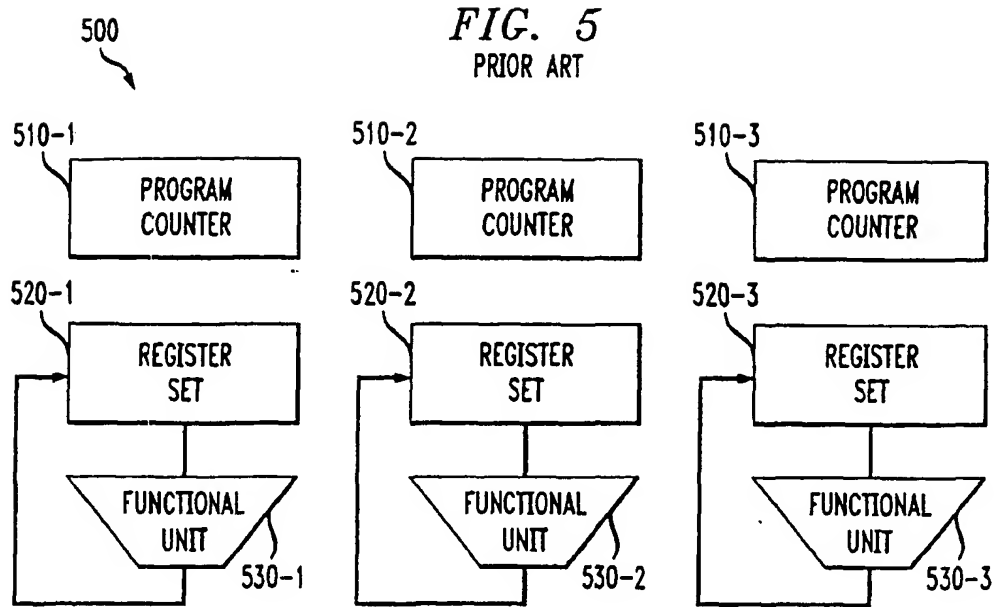 FIG. 5
PRIOR ART
500
510-1
510-2
510-3
PROGRAM
COUNTER
PROGRAM
COUNTER
PROGRAM
COUNTER
520-1
520-2
520-3
REGISTER
SET
REGISTER
SET
REGISTER
SET
FUNCTIONAL
UNIT
FUNCTIONAL
UNIT
FUNCTIONAL
UNIT
530-1
530-2
530-3